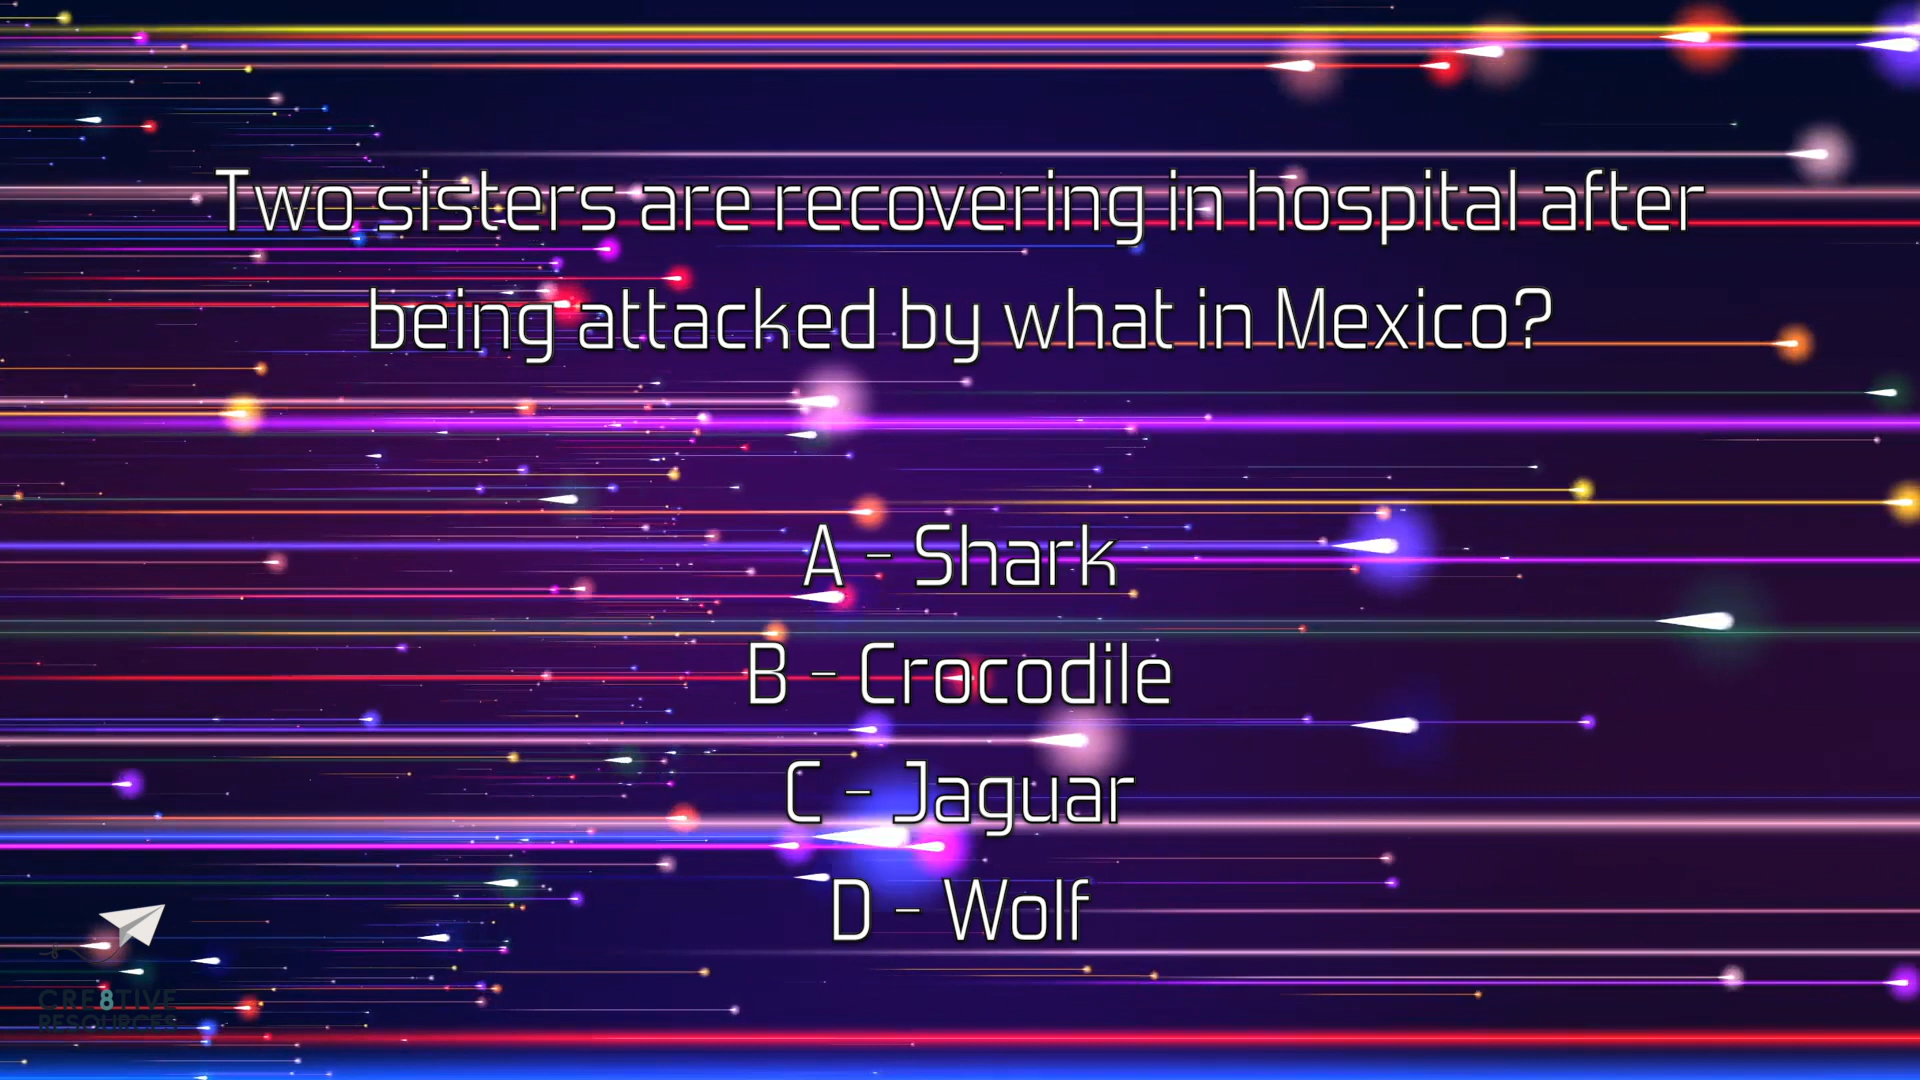 Two sisters are recovering in hospital after
being attacked by what in Mexico?
A - Shark
B - Crocodile
C - Jaguar
D - Wolf
CRE8TIVE
RESOURCES